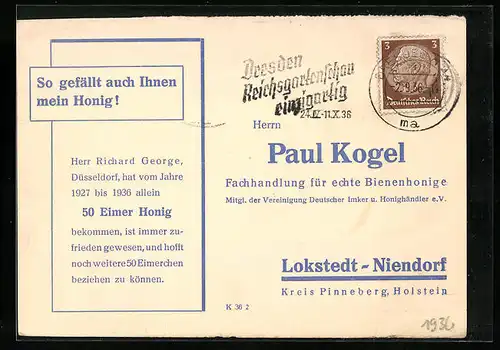 So gefällt auch Ihnen
mein Honig!
Herr Richard George,
Düsseldorf, hat vom Jahre
1927 bis 1936 allein
50 Eimer Honig
bekommen, ist immer zu-
frieden gewesen, und hofft
noch weitere 50 Eimerchen
beziehen zu können.
Dresden
Reichsgartenschau
einzigartig
24.IV.-11.X.36
3 3
Deutsches Reich
ma
Herrn
Paul Kogel
Fachhandlung für echte Bienenhonige
Mitgl. der Vereinigung Deutscher Imker u. Honighändler e.V.
Lokstedt-Niendorf
Kreis Pinneberg, Holstein
K 36 2
1936